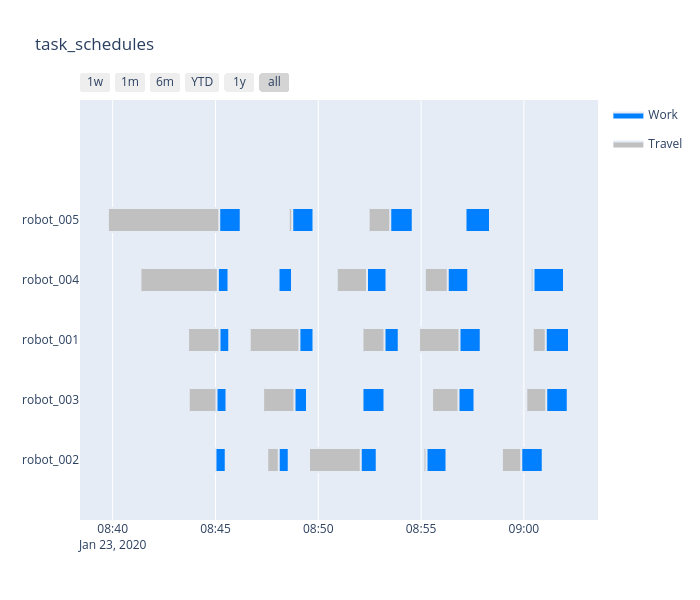 task_schedules
1w 1m 6m YTD 1y all
Work
Travel
robot_005
robot_004
robot_001
robot_003
robot_002
08:40 08:45 08:50 08:55 09:00
Jan 23, 2020